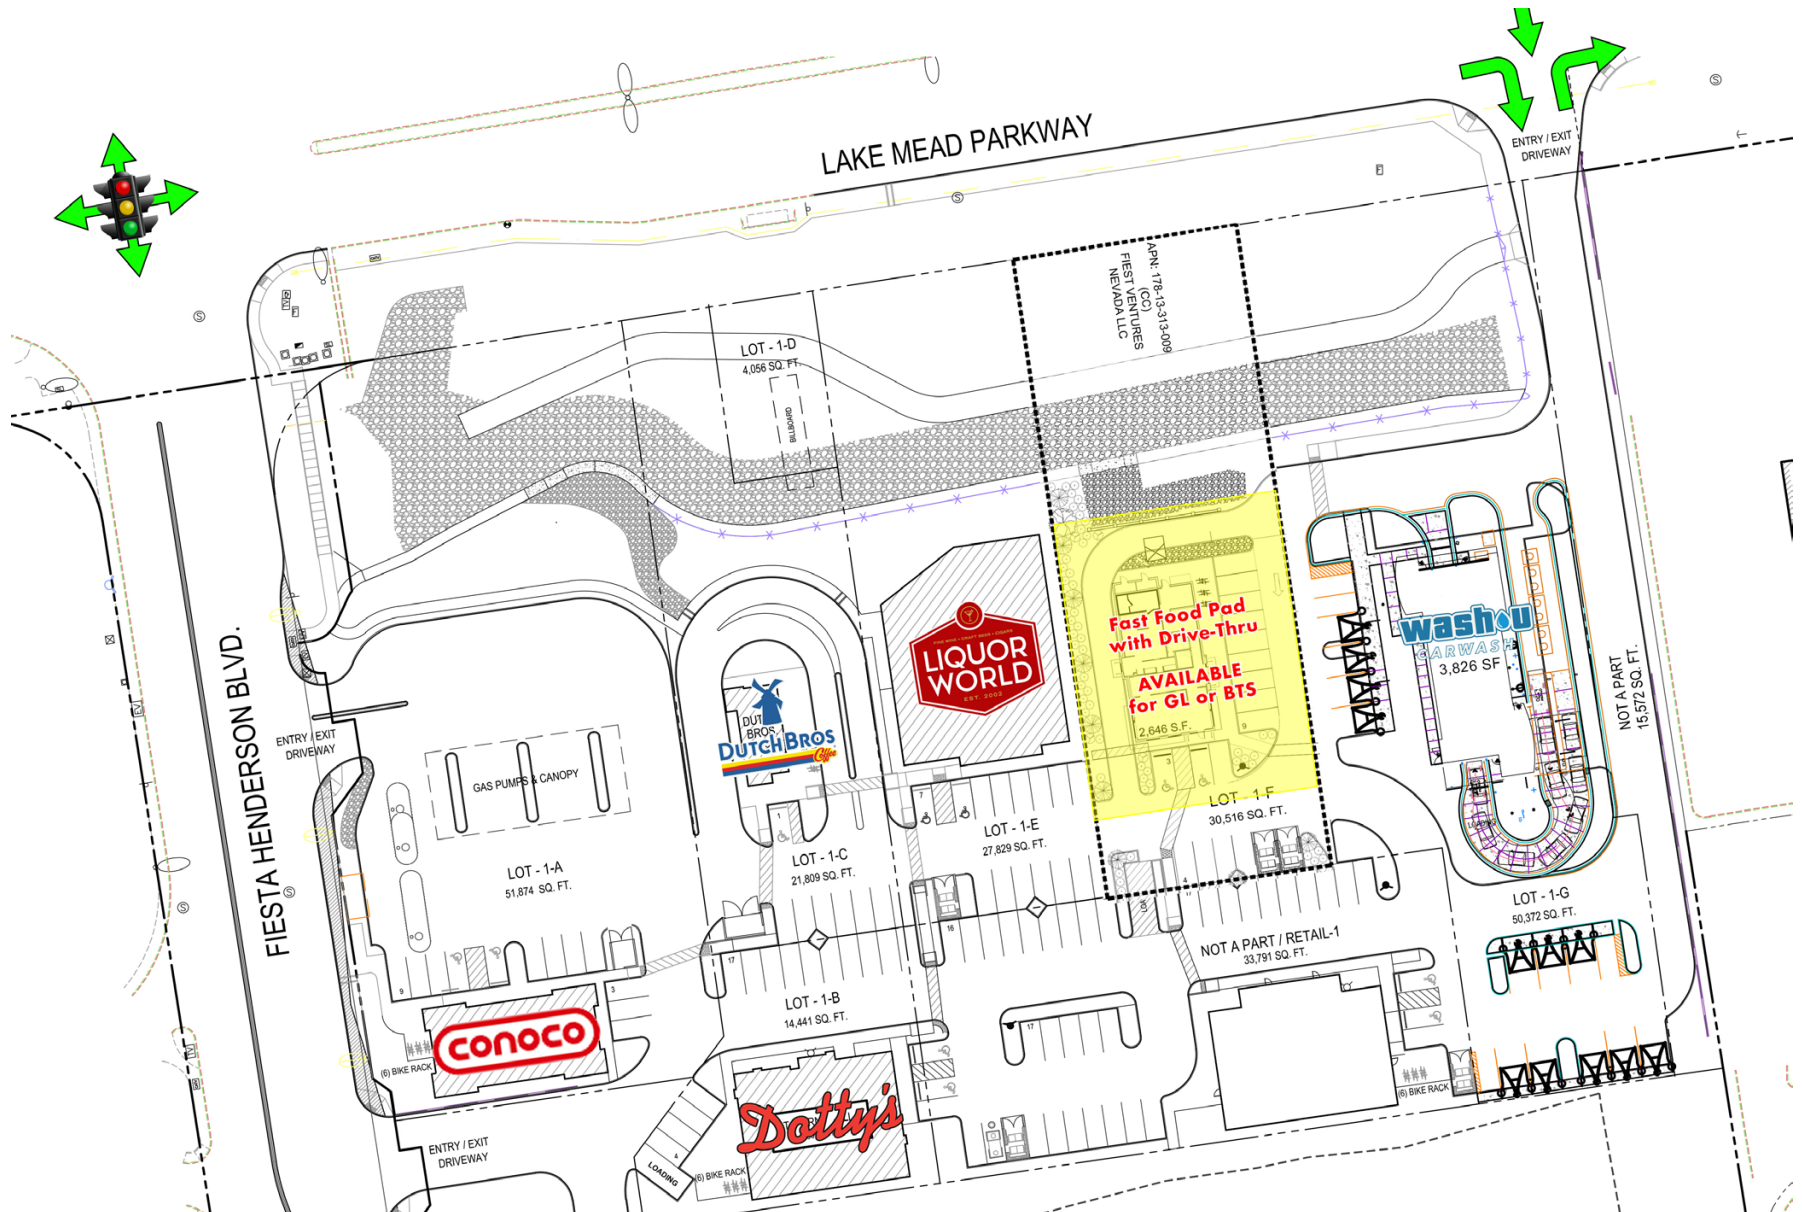 LAKE MEAD PARKWAY
ENTRY / EXIT
DRIVEWAY
APN: 178-13-313-009
(CC)
FIEST VENTURES
NEVADA LLC
LOT - 1-D
4,056 SQ. FT.
BILLBOARD
FIESTA HENDERSON BLVD.
ENTRY / EXIT
DRIVEWAY
GAS PUMPS & CANOPY
LOT - 1-A
51,874 SQ. FT.
DUTCH BROS
Coffee
LOT - 1-C
21,809 SQ. FT.
LIQUOR
WORLD
EST. 2002
LOT - 1-E
27,829 SQ. FT.
Fast Food Pad
with Drive-Thru
AVAILABLE
for GL or BTS
2,646 S.F.
LOT - 1-F
30,516 SQ. FT.
washu
CARWASH
3,826 SF
NOT A PART
15,572 SQ. FT.
LOT - 1-G
50,372 SQ. FT.
NOT A PART / RETAIL-1
33,791 SQ. FT.
LOT - 1-B
14,441 SQ. FT.
conoco
(6) BIKE RACK
Dotty's
(6) BIKE RACK
LOADING
(6) BIKE RACK
ENTRY / EXIT
DRIVEWAY